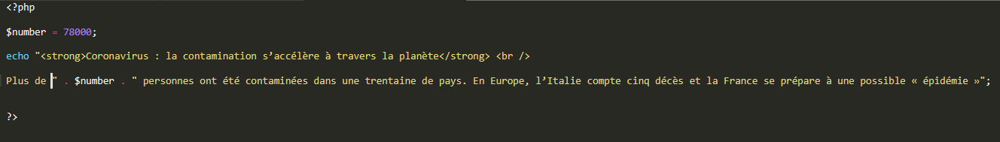 <?php
$number = 78000;
echo "<strong>Coronavirus : la contamination s’accélère à travers la planète</strong> <br />
Plus de " . $number . " personnes ont été contaminées dans une trentaine de pays. En Europe, l’Italie compte cinq décès et la France se prépare à une possible « épidémie »";
?>